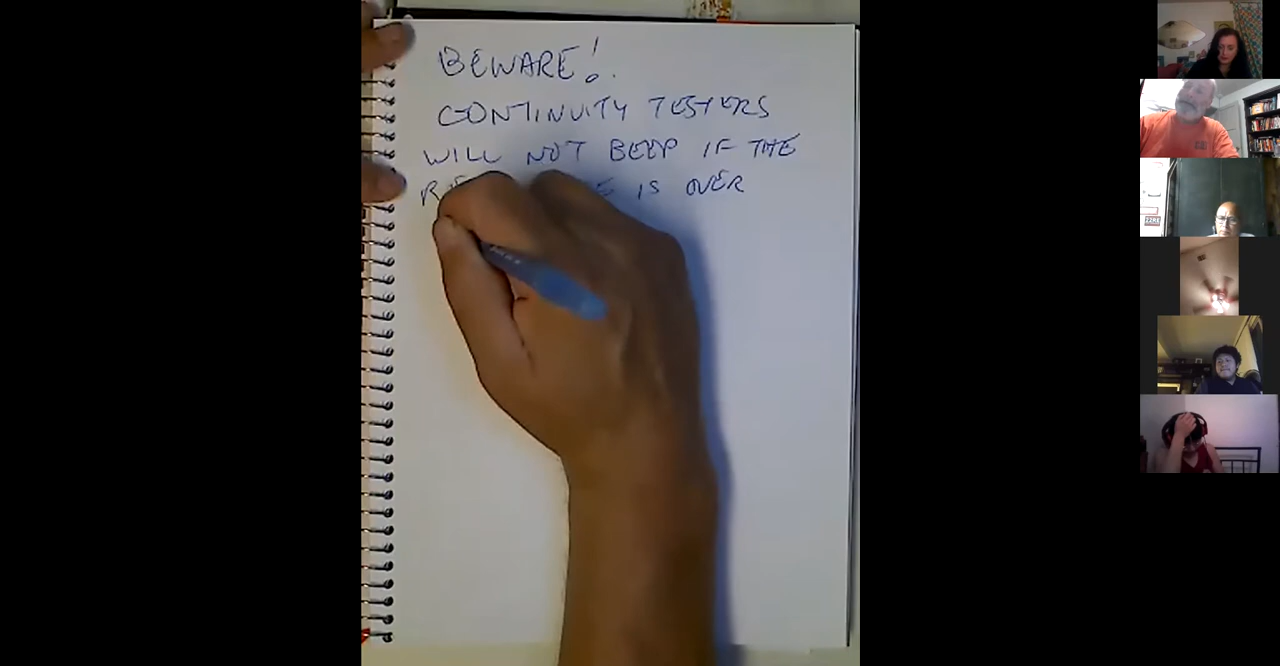 BEWARE!
CONTINUITY TESTERS
WILL NOT BEEP IF THE
IS OVER